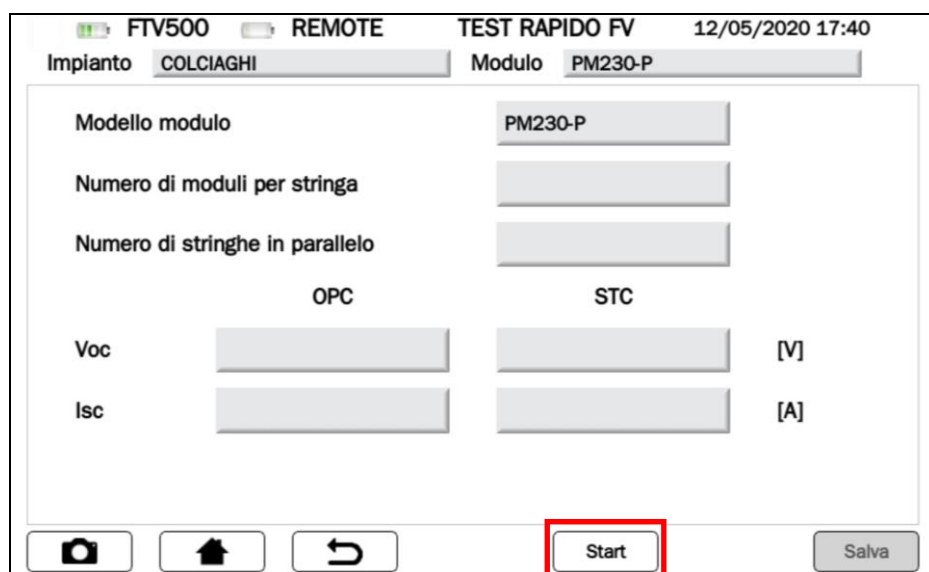 FTV500 REMOTE TEST RAPIDO FV 12/05/2020 17:40
Impianto COLCIAGHI Modulo PM230-P
Modello modulo PM230-P
Numero di moduli per stringa
Numero di stringhe in parallelo
OPC STC
Voc [V]
Isc [A]
Start Salva